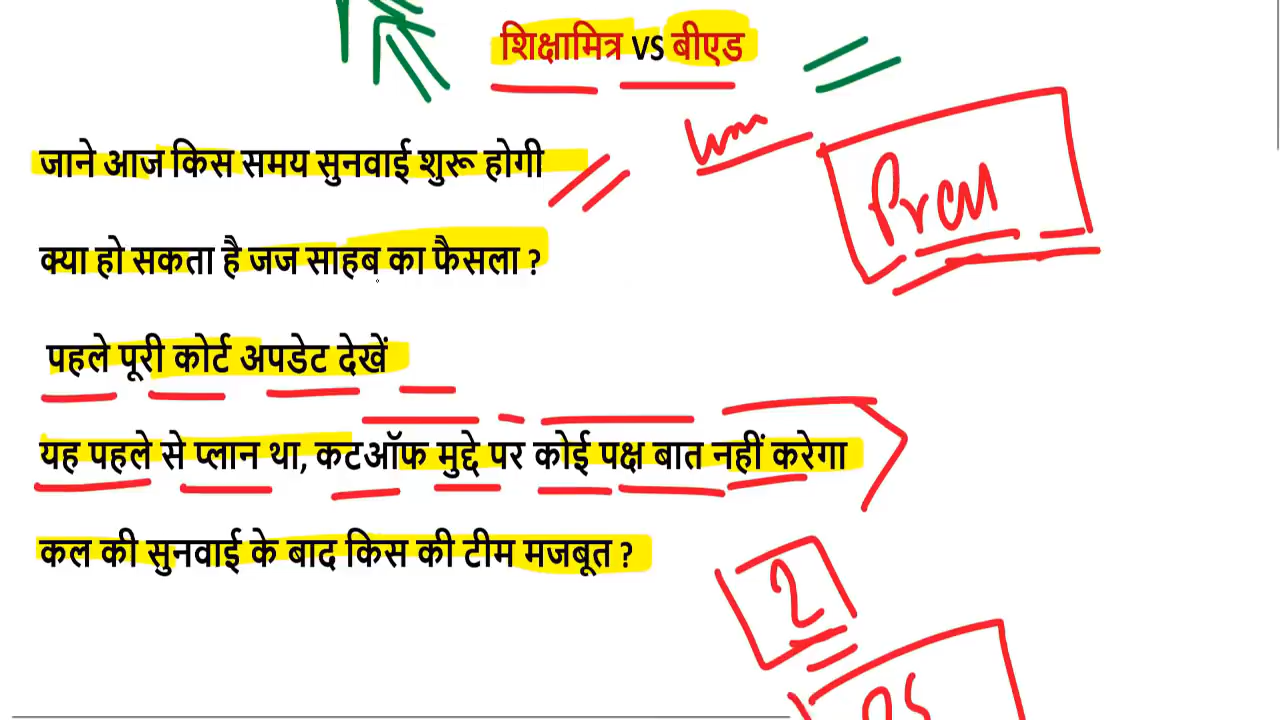 शिक्षामित्र VS बीएड
जाने आज किस समय सुनवाई शुरू होगी
क्या हो सकता है जज साहब का फैसला ?
पहले पूरी कोर्ट अपडेट देखें
यह पहले से प्लान था, कटऑफ मुद्दे पर कोई पक्ष बात नहीं करेगा
कल की सुनवाई के बाद किस की टीम मजबूत ?
2